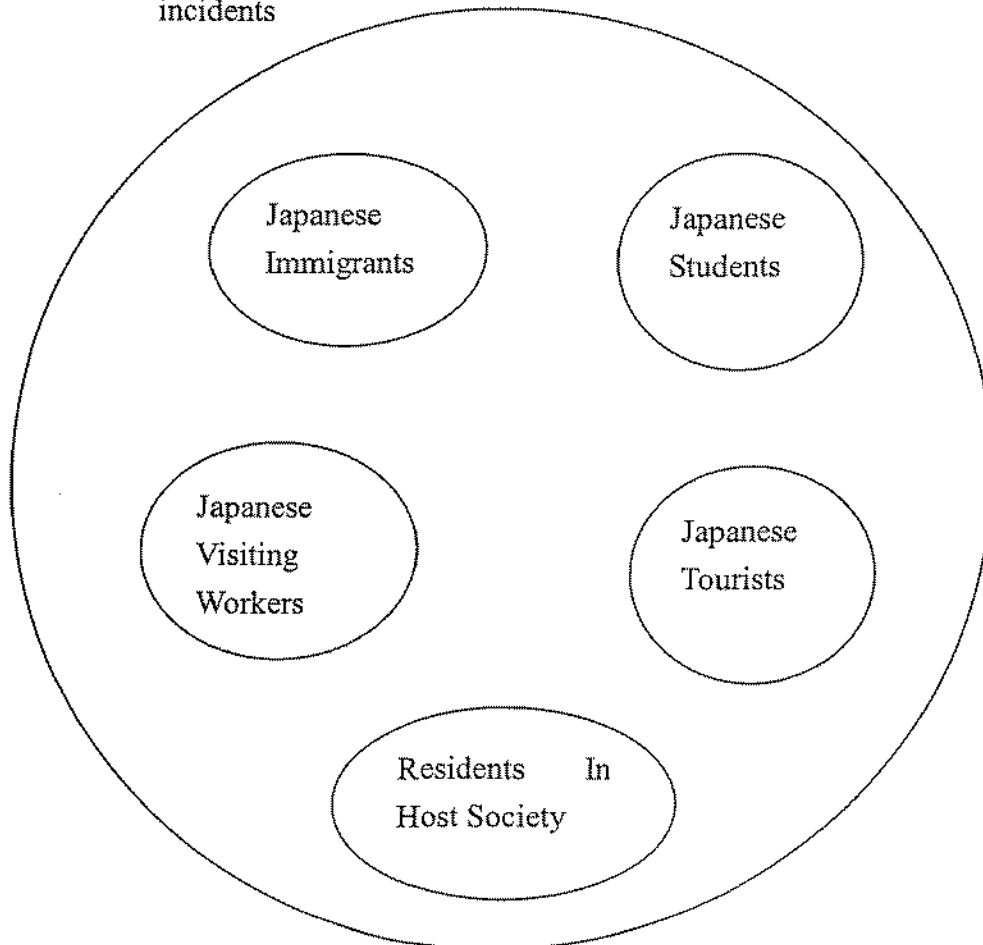 incidents
Japanese
Immigrants
Japanese
Students
Japanese
Visiting
Workers
Japanese
Tourists
Residents In
Host Society